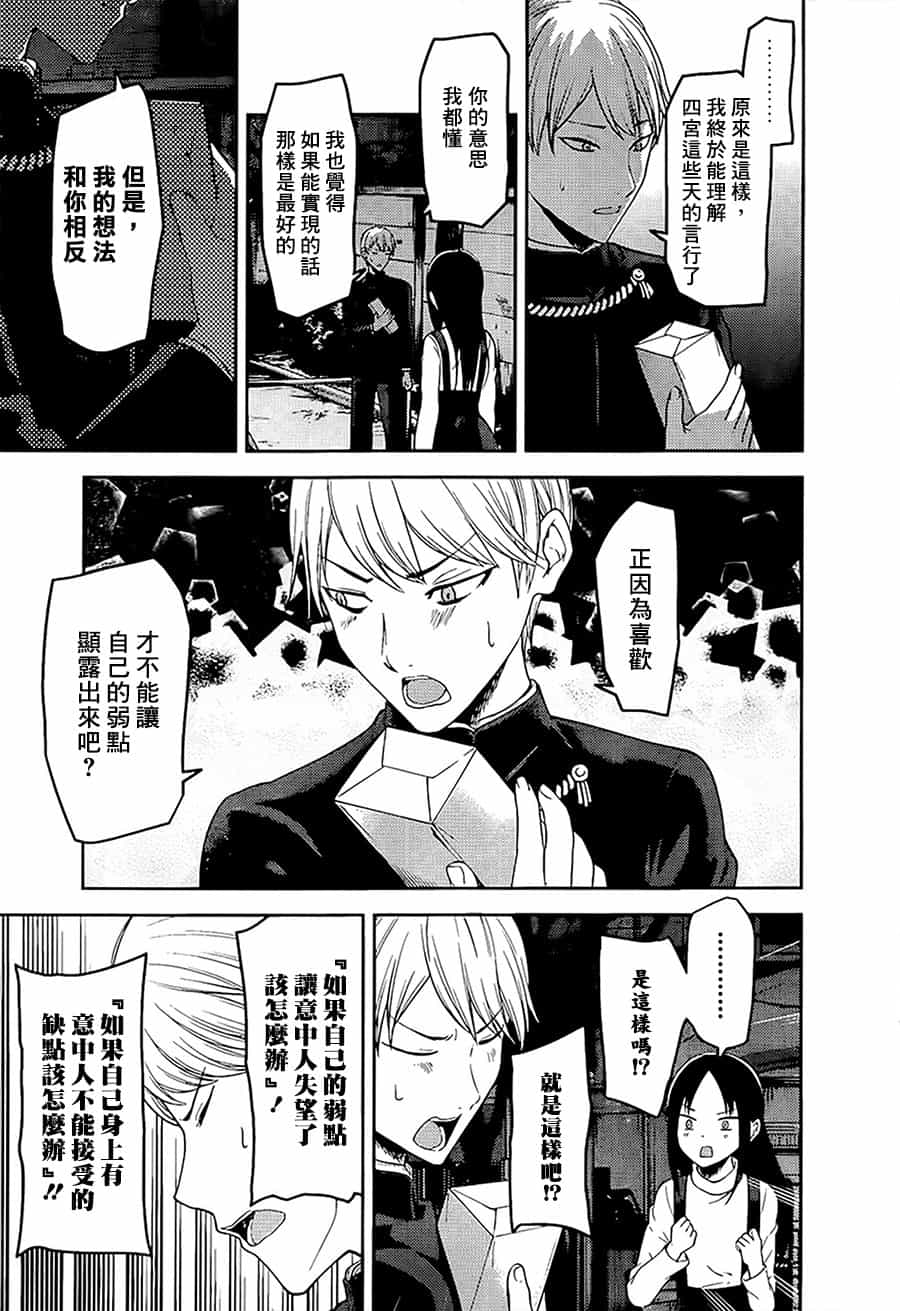 ………
原來是這樣，
我終於能理解
四宮這些天的言行了
你的意思
我都懂
我也覺得
如果能實現的話
那樣是最好的
但是，
我的想法
和你相反
正因為喜歡
才不能讓
自己的弱點
顯露出來吧？
………
是這樣嗎!?
就是這樣吧!?
『如果自己的弱點
讓意中人失望了
該怎麼辦』！
『如果自己身上有
意中人不能接受的
缺點該怎麼辦』!!